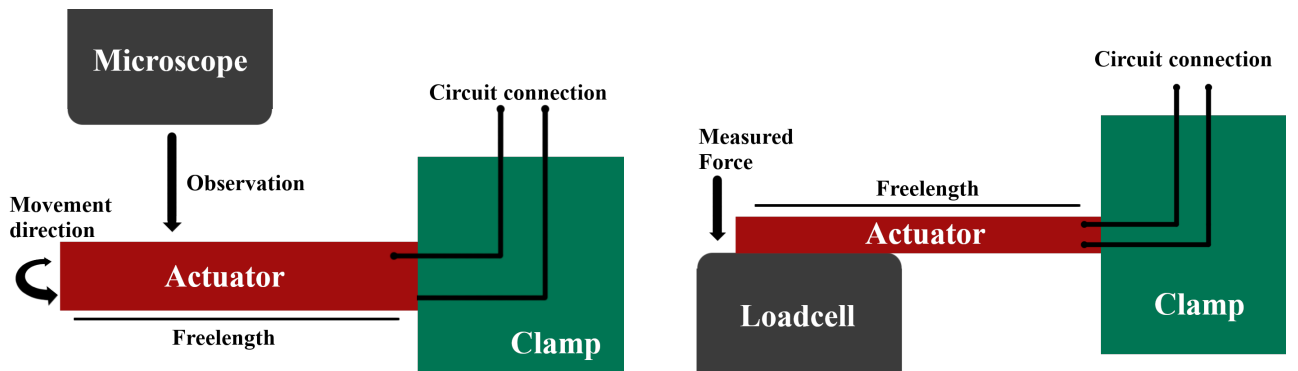 Microscope
Circuit connection
Observation
Movement
direction
Actuator
Freelength
Clamp
Circuit connection
Measured
Force
Freelength
Actuator
Loadcell
Clamp